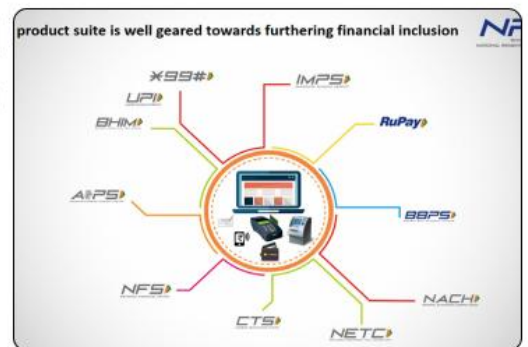 product suite is well geared towards furthering financial inclusion
NP
*99#
IMPS
UPI
BHIM
RuPay
AePS
BBPS
NFS
NACH
CTS
NETC